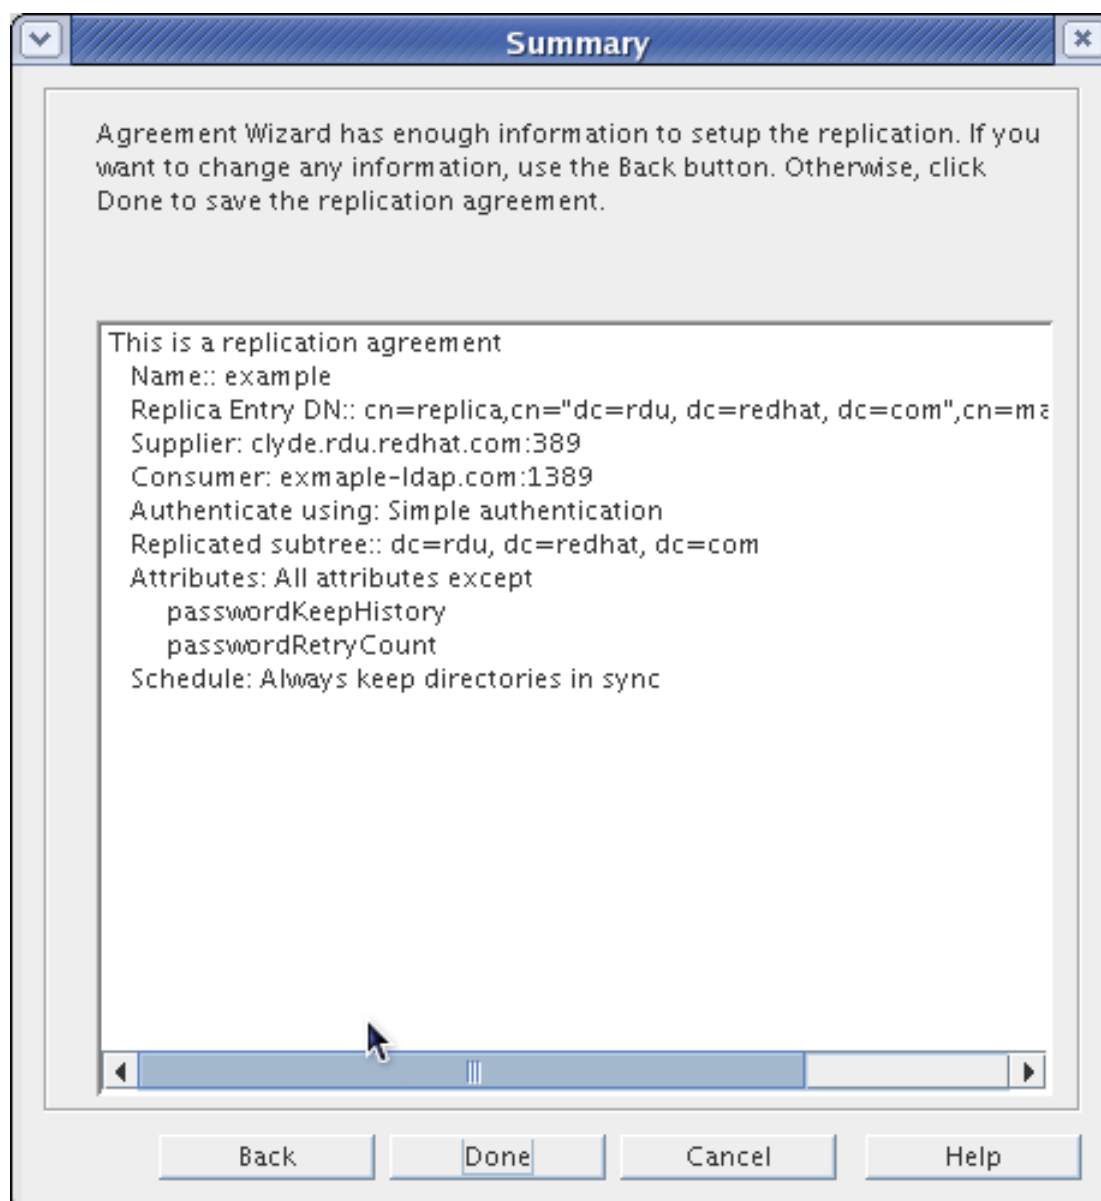 Summary
Agreement Wizard has enough information to setup the replication. If you
want to change any information, use the Back button. Otherwise, click
Done to save the replication agreement.
This is a replication agreement
Name:: example
Replica Entry DN:: cn=replica,cn="dc=rdu, dc=redhat, dc=com",cn=ma
Supplier: clyde.rdu.redhat.com:389
Consumer: exmaple-ldap.com:1389
Authenticate using: Simple authentication
Replicated subtree:: dc=rdu, dc=redhat, dc=com
Attributes: All attributes except
passwordKeepHistory
passwordRetryCount
Schedule: Always keep directories in sync
Back Done Cancel Help